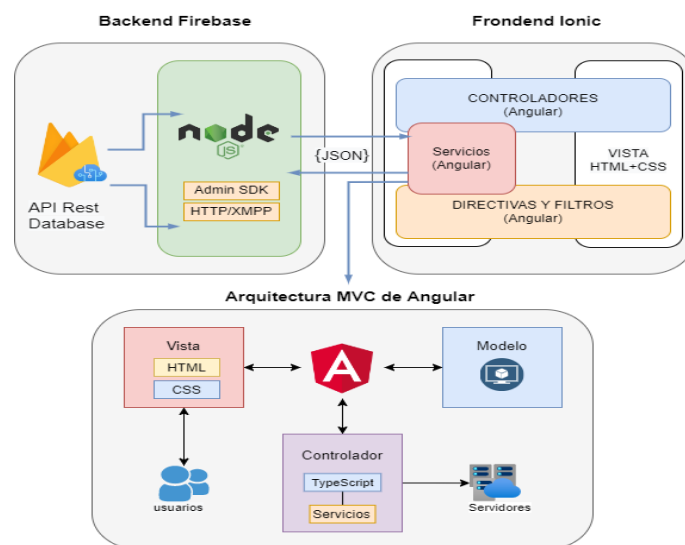 Backend Firebase
Frondend Ionic
node
JS
API Rest
Database
Admin SDK
HTTP/XMPP
{JSON}
CONTROLADORES
(Angular)
Servicios
(Angular)
VISTA
HTML+CSS
DIRECTIVAS Y FILTROS
(Angular)
Arquitectura MVC de Angular
Vista
HTML
CSS
A
Modelo
usuarios
Controlador
TypeScript
Servicios
Servidores